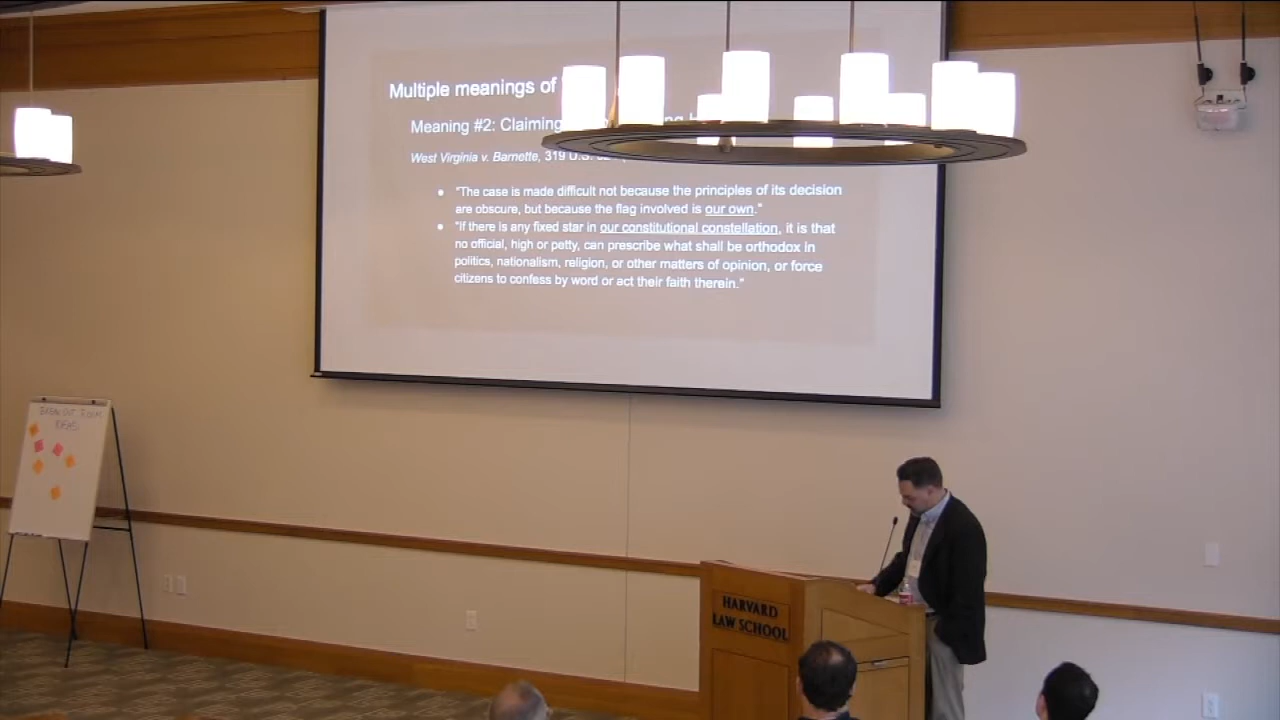 Multiple meanings of
Meaning #2: Claiming
West Virginia v. Barnette, 319 U.S.
• "The case is made difficult not because the principles of its decision
are obscure, but because the flag involved is our own."
• "If there is any fixed star in our constitutional constellation, it is that
no official, high or petty, can prescribe what shall be orthodox in
politics, nationalism, religion, or other matters of opinion, or force
citizens to confess by word or act their faith therein."
BREAKOUT ROOM
IDEAS
HARVARD
LAW SCHOOL